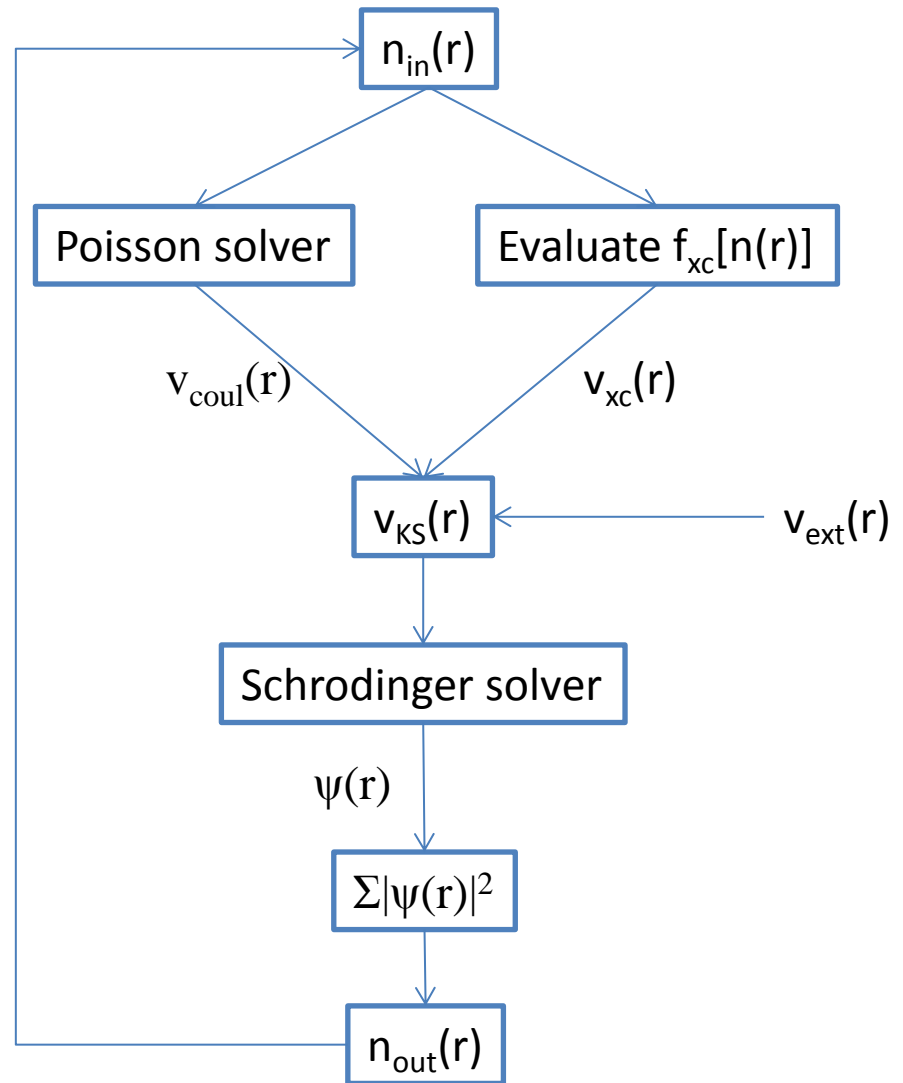 n_in(r)
Poisson solver
Evaluate f_xc[n(r)]
v_coul(r)
v_xc(r)
v_KS(r)
v_ext(r)
Schrodinger solver
ψ(r)
Σ|ψ(r)|²
n_out(r)